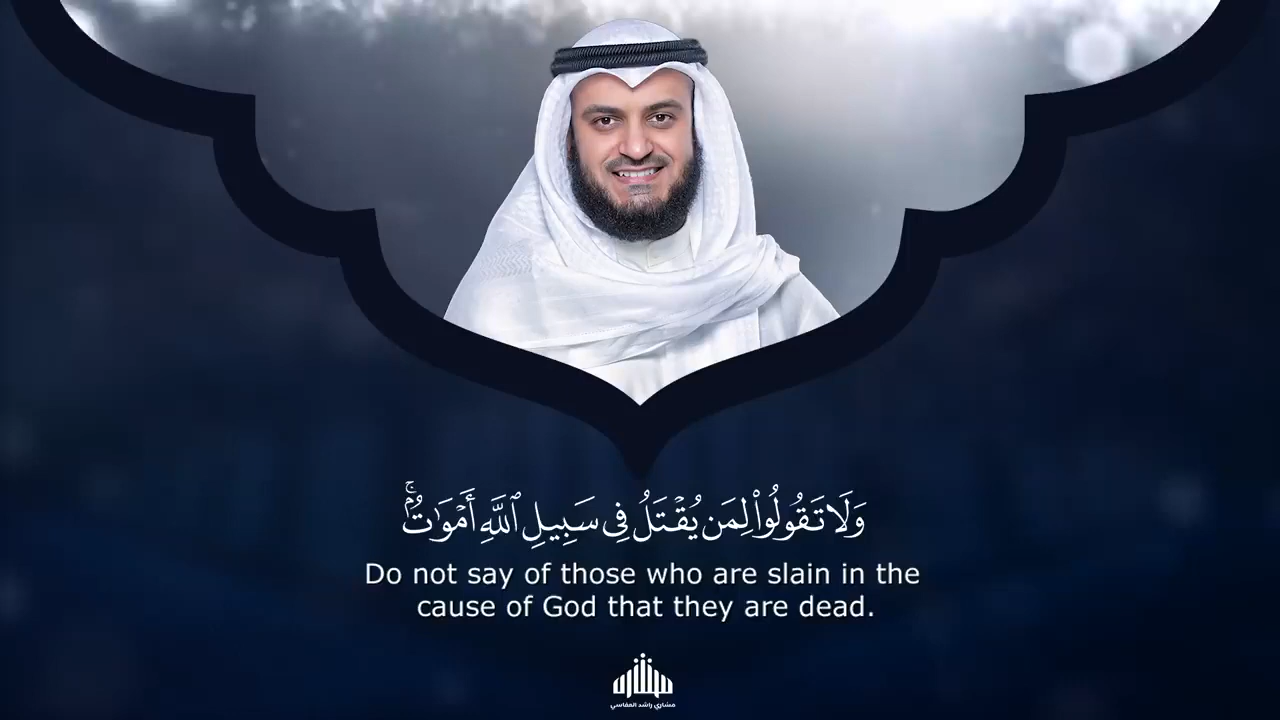 وَلَا تَقُولُوا۟ لِمَن يُقْتَلُ فِى سَبِيلِ ٱللَّهِ أَمْوَٰتٌۢ ۚ
Do not say of those who are slain in the
cause of God that they are dead.
مشاري راشد العفاسي